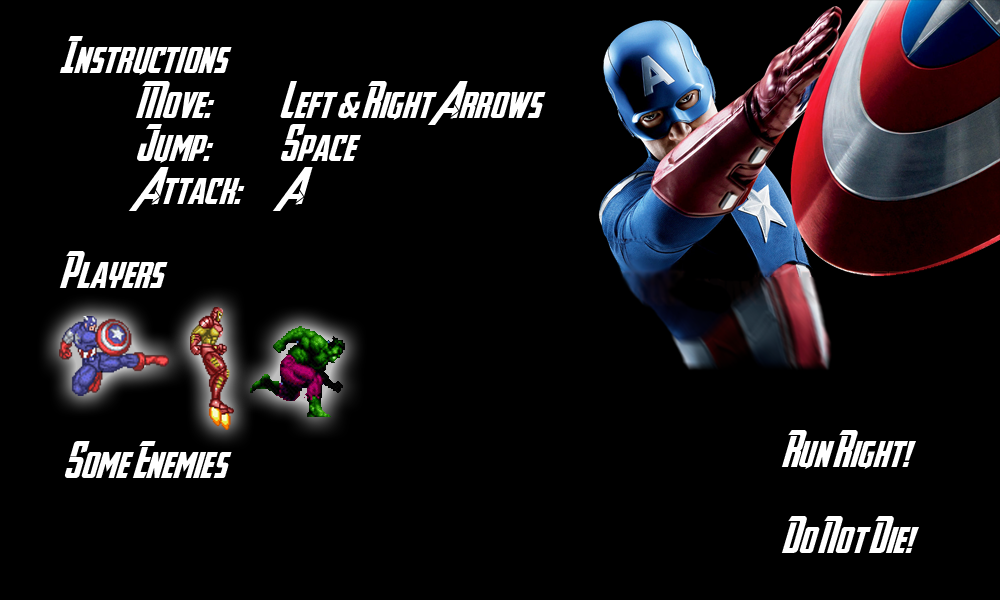 Instructions
Move: Left & Right Arrows
Jump: Space
Attack: A
A
Players
Some Enemies
Run Right!
Do Not Die!